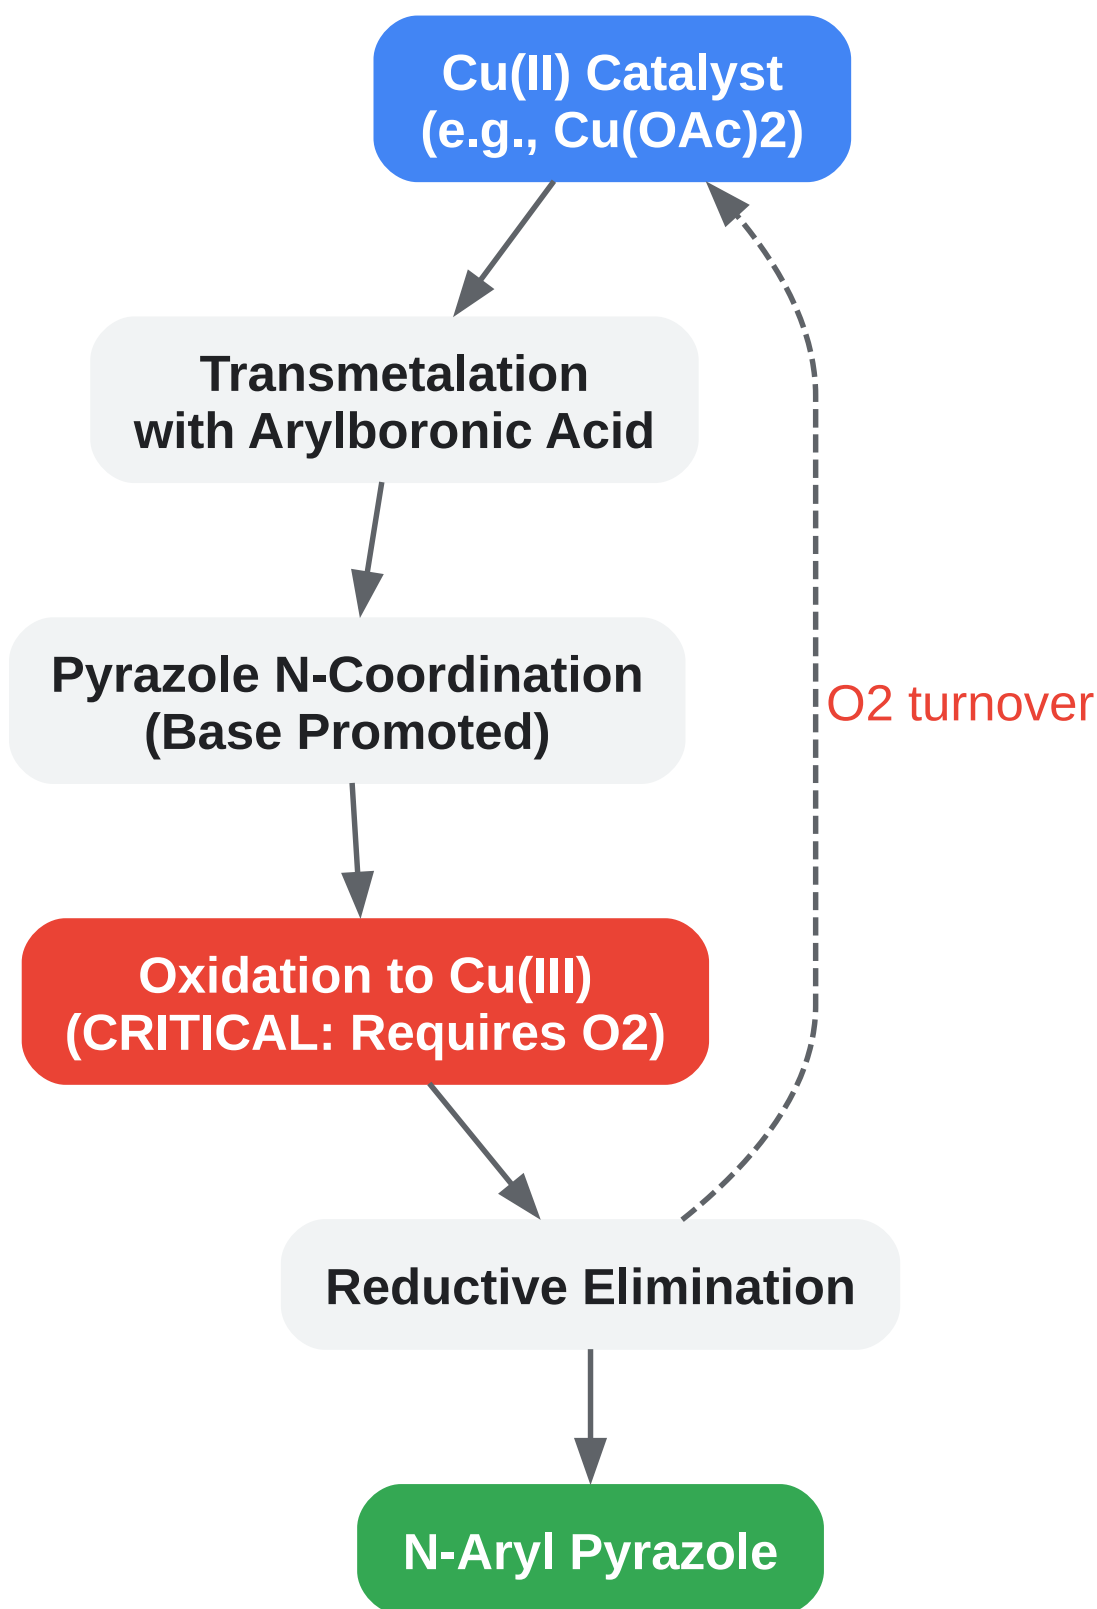 Cu(II) Catalyst
(e.g., Cu(OAc)2)
Transmetalation
with Arylboronic Acid
Pyrazole N-Coordination
(Base Promoted)
O2 turnover
Oxidation to Cu(III)
(CRITICAL: Requires O2)
Reductive Elimination
N-Aryl Pyrazole